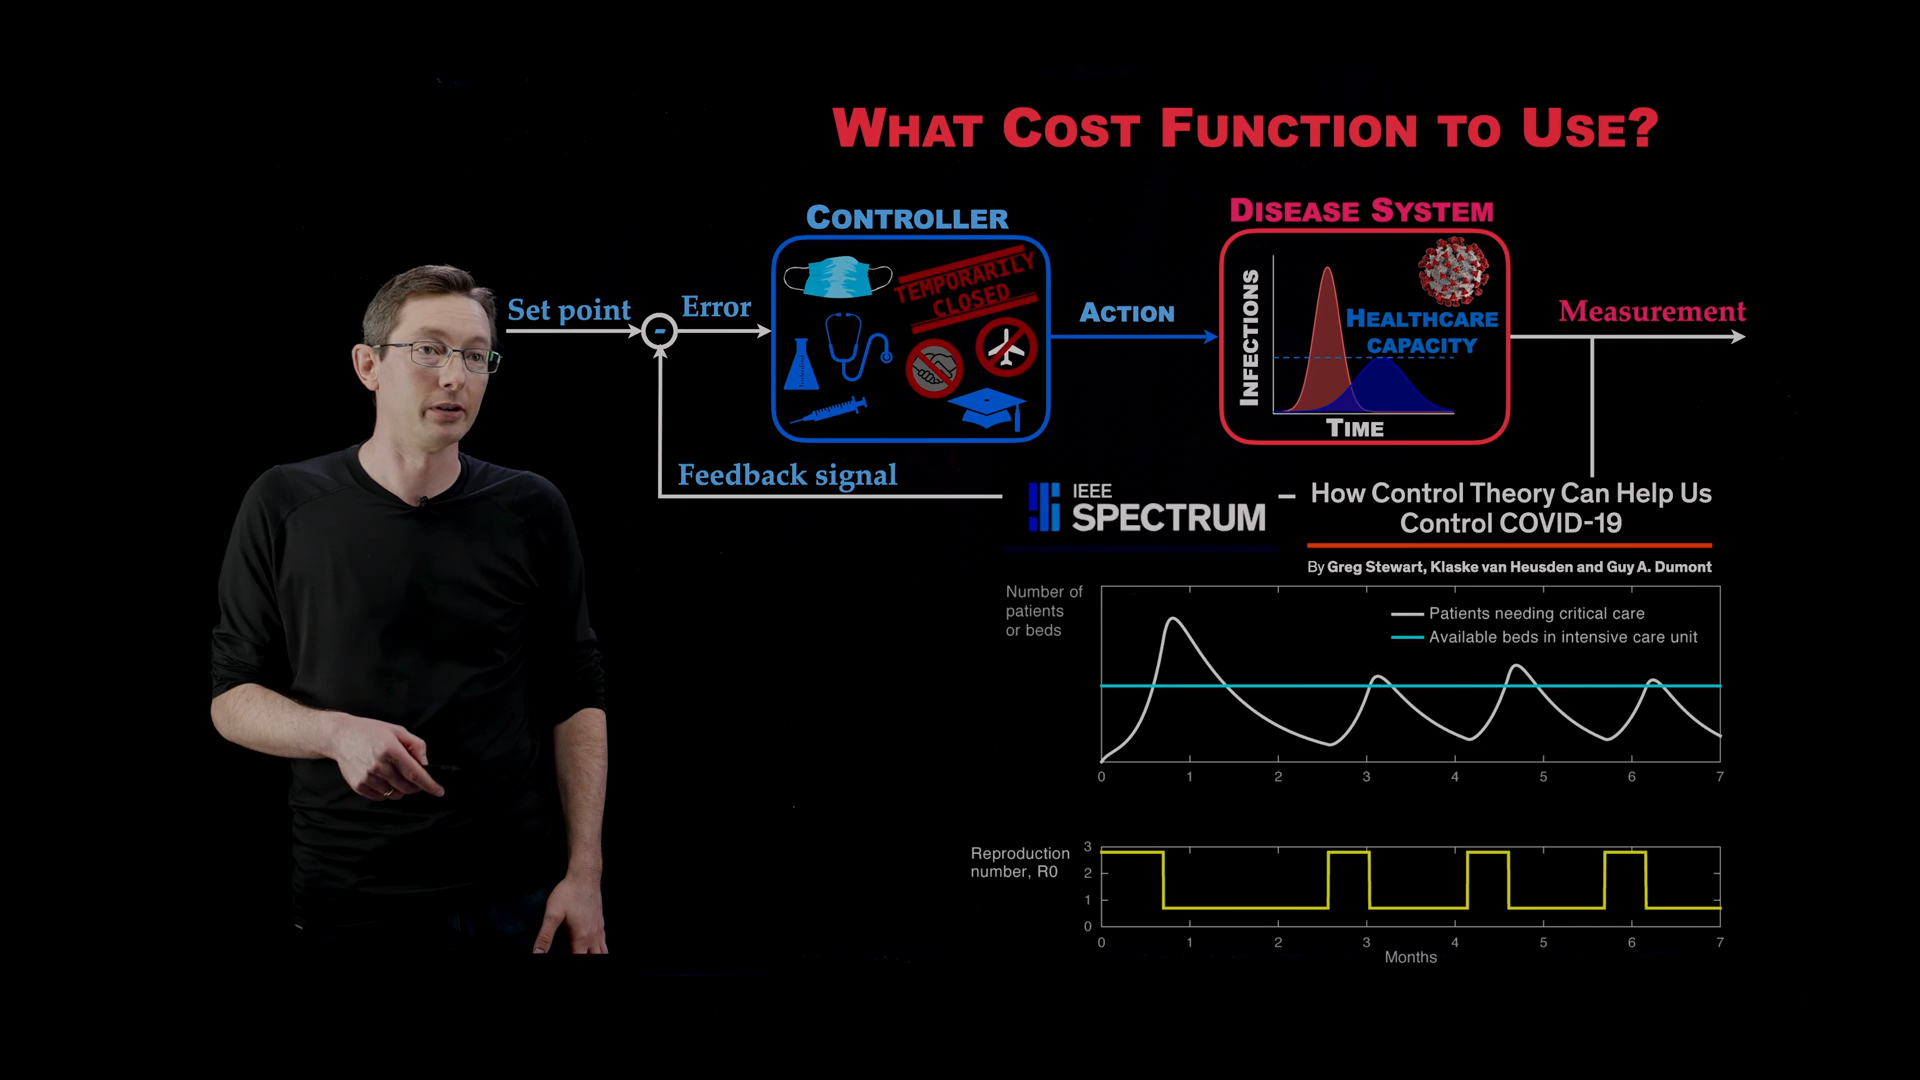 WHAT COST FUNCTION TO USE?
CONTROLLER
DISEASE SYSTEM
TEMPORARILY
CLOSED
Set point
-
Error
ACTION
INFECTIONS
HEALTHCARE
CAPACITY
TIME
Measurement
Feedback signal
IEEE
SPECTRUM
How Control Theory Can Help Us
Control COVID-19
By Greg Stewart, Klaske van Heusden and Guy A. Dumont
Number of
patients
or beds
Patients needing critical care
Available beds in intensive care unit
0 1 2 3 4 5 6 7
Reproduction
number, R0
3
2
1
0
0 1 2 3 4 5 6 7
Months